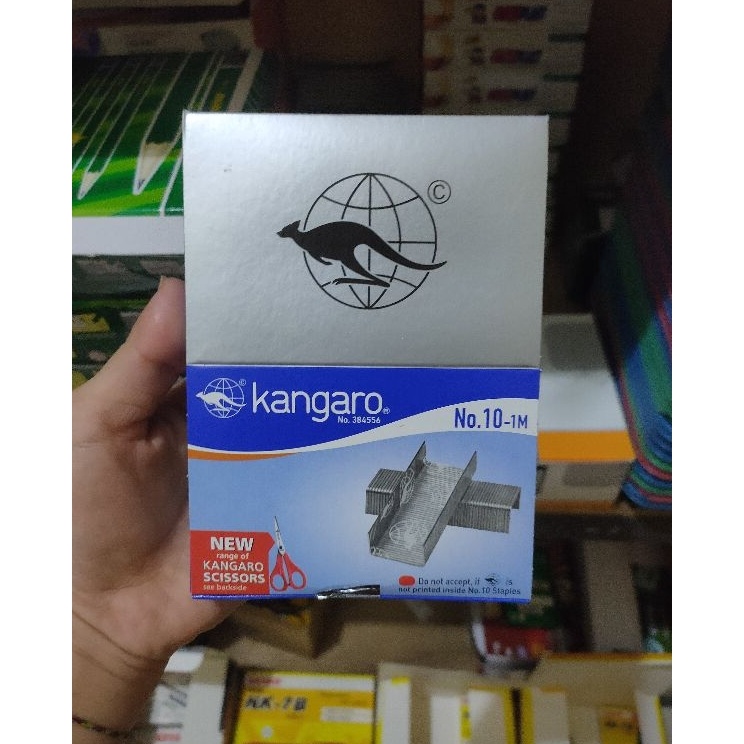 ©
kangaro®
No. 384556
No.10-1M
NEW
range of
KANGARO
SCISSORS
see backside
Do not accept, if is
not printed inside No.10 Staples